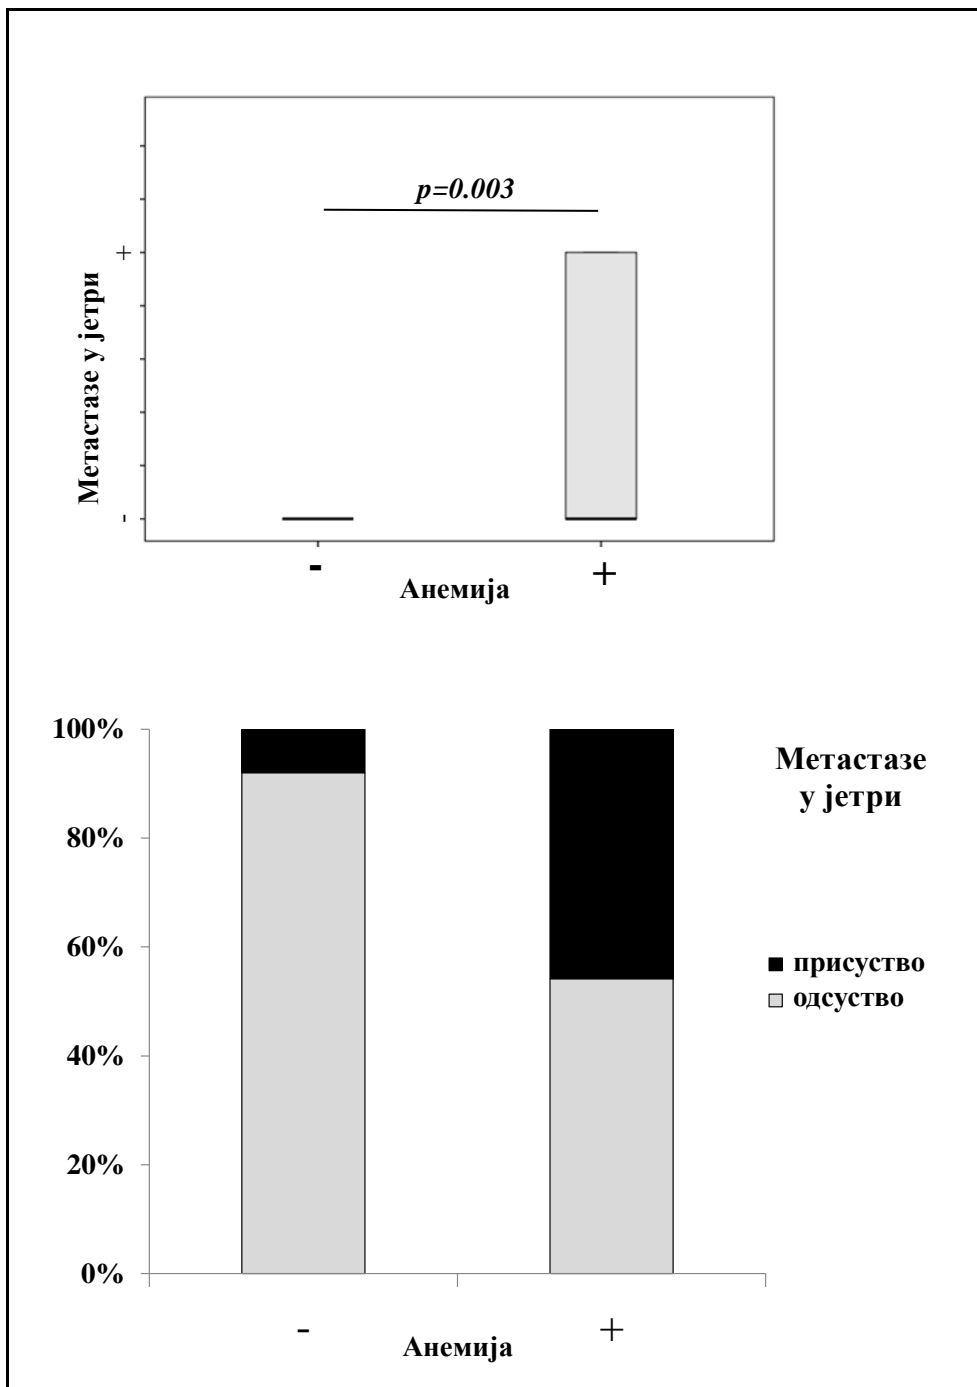 p=0.003
+
Метастазе у јетри
-
- +
Анемија
100%
80%
60%
40%
20%
0%
Метастазе
у јетри
присуство
одсуство
- +
Анемија